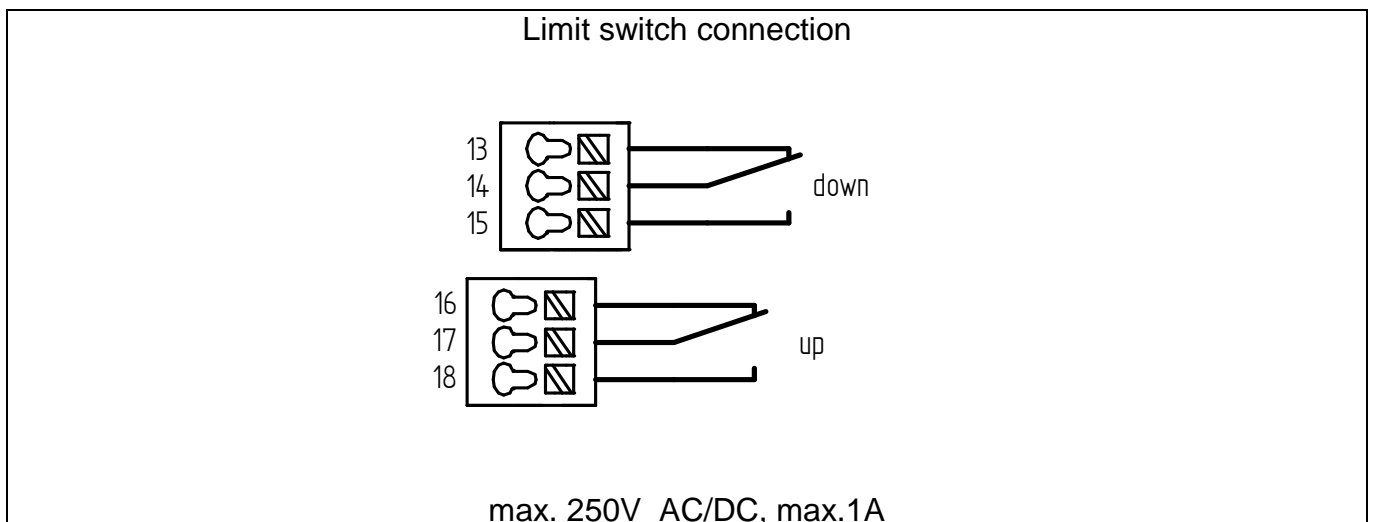 Limit switch connection
13
14
down
15
16
17
up
18
max. 250V AC/DC, max.1A